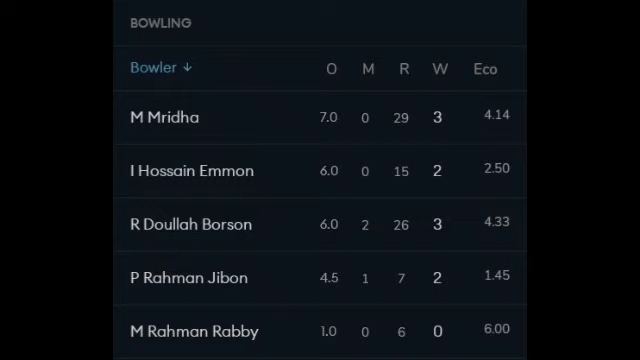 BOWLING
Bowler ↓ O M R W Eco
M Mridha 7.0 0 29 3 4.14
I Hossain Emmon 6.0 0 15 2 2.50
R Doullah Borson 6.0 2 26 3 4.33
P Rahman Jibon 4.5 1 7 2 1.45
M Rahman Rabby 1.0 0 6 0 6.00